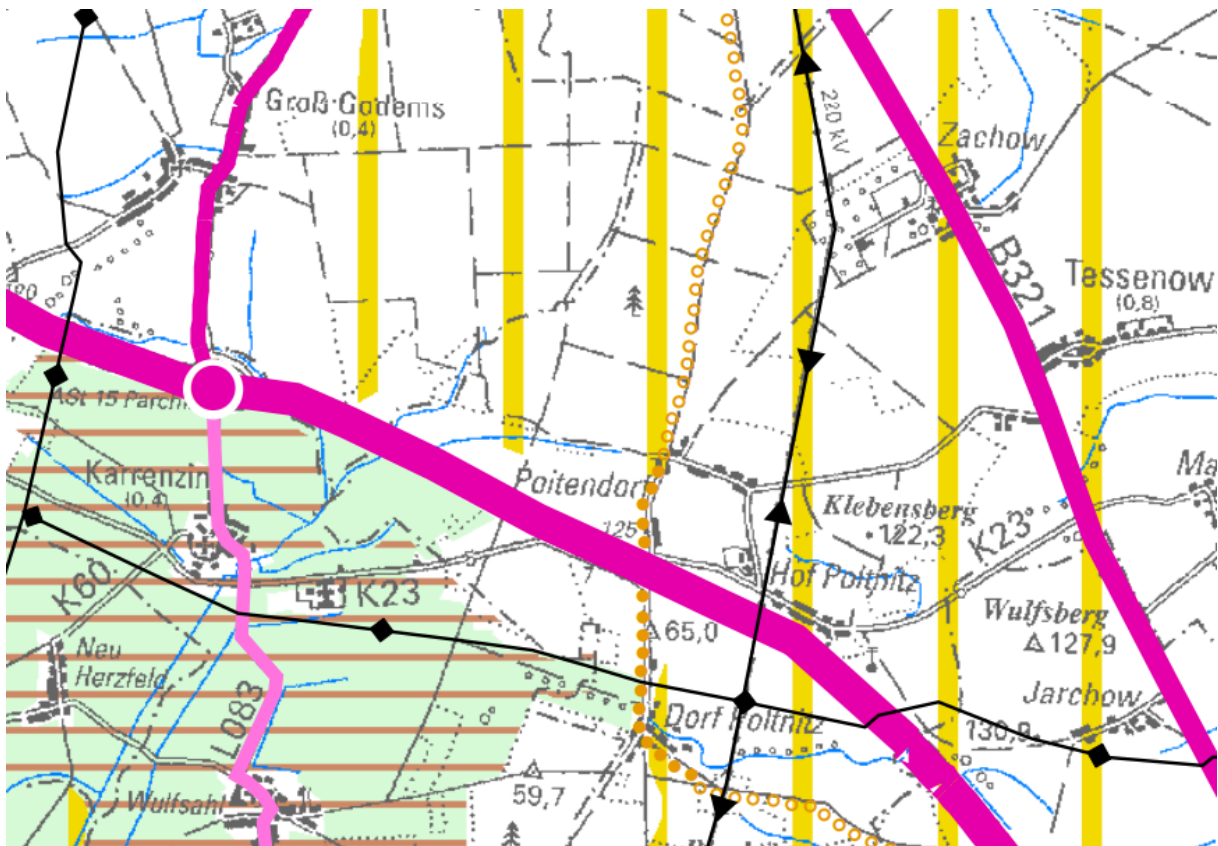 Groß Godems
(0,4)
220 kV
Zachow
B321
Tessenow
(0,8)
ASt 15 Parch
Karrenzin
(0,4)
Poitendorf
125
Klebensberg
122,3
K23
Ma
Hof Poltnitz
K60
K23
65,0
Wulfsberg
127,9
Neu
Herzfeld
L083
Jarchow
Dorf Poltnitz
130,9
59,7
Wulfsahl